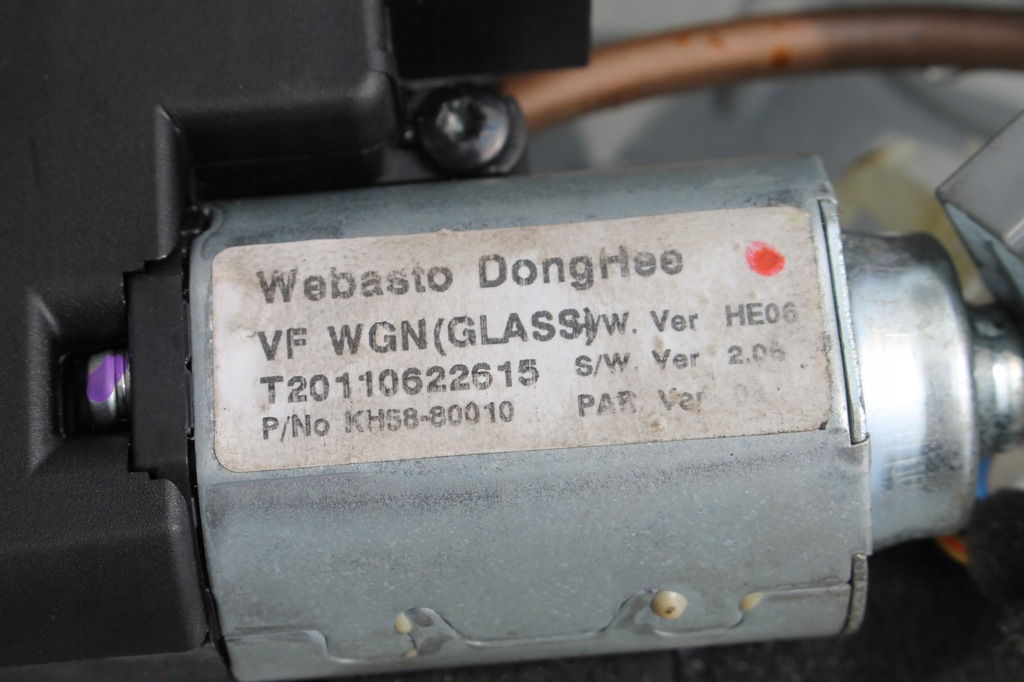 Webasto DongHee
VF WGN(GLASS) H/W. Ver HE06
T20110622615 S/W. Ver 2.06
P/No KH58-80010 PAR Ver